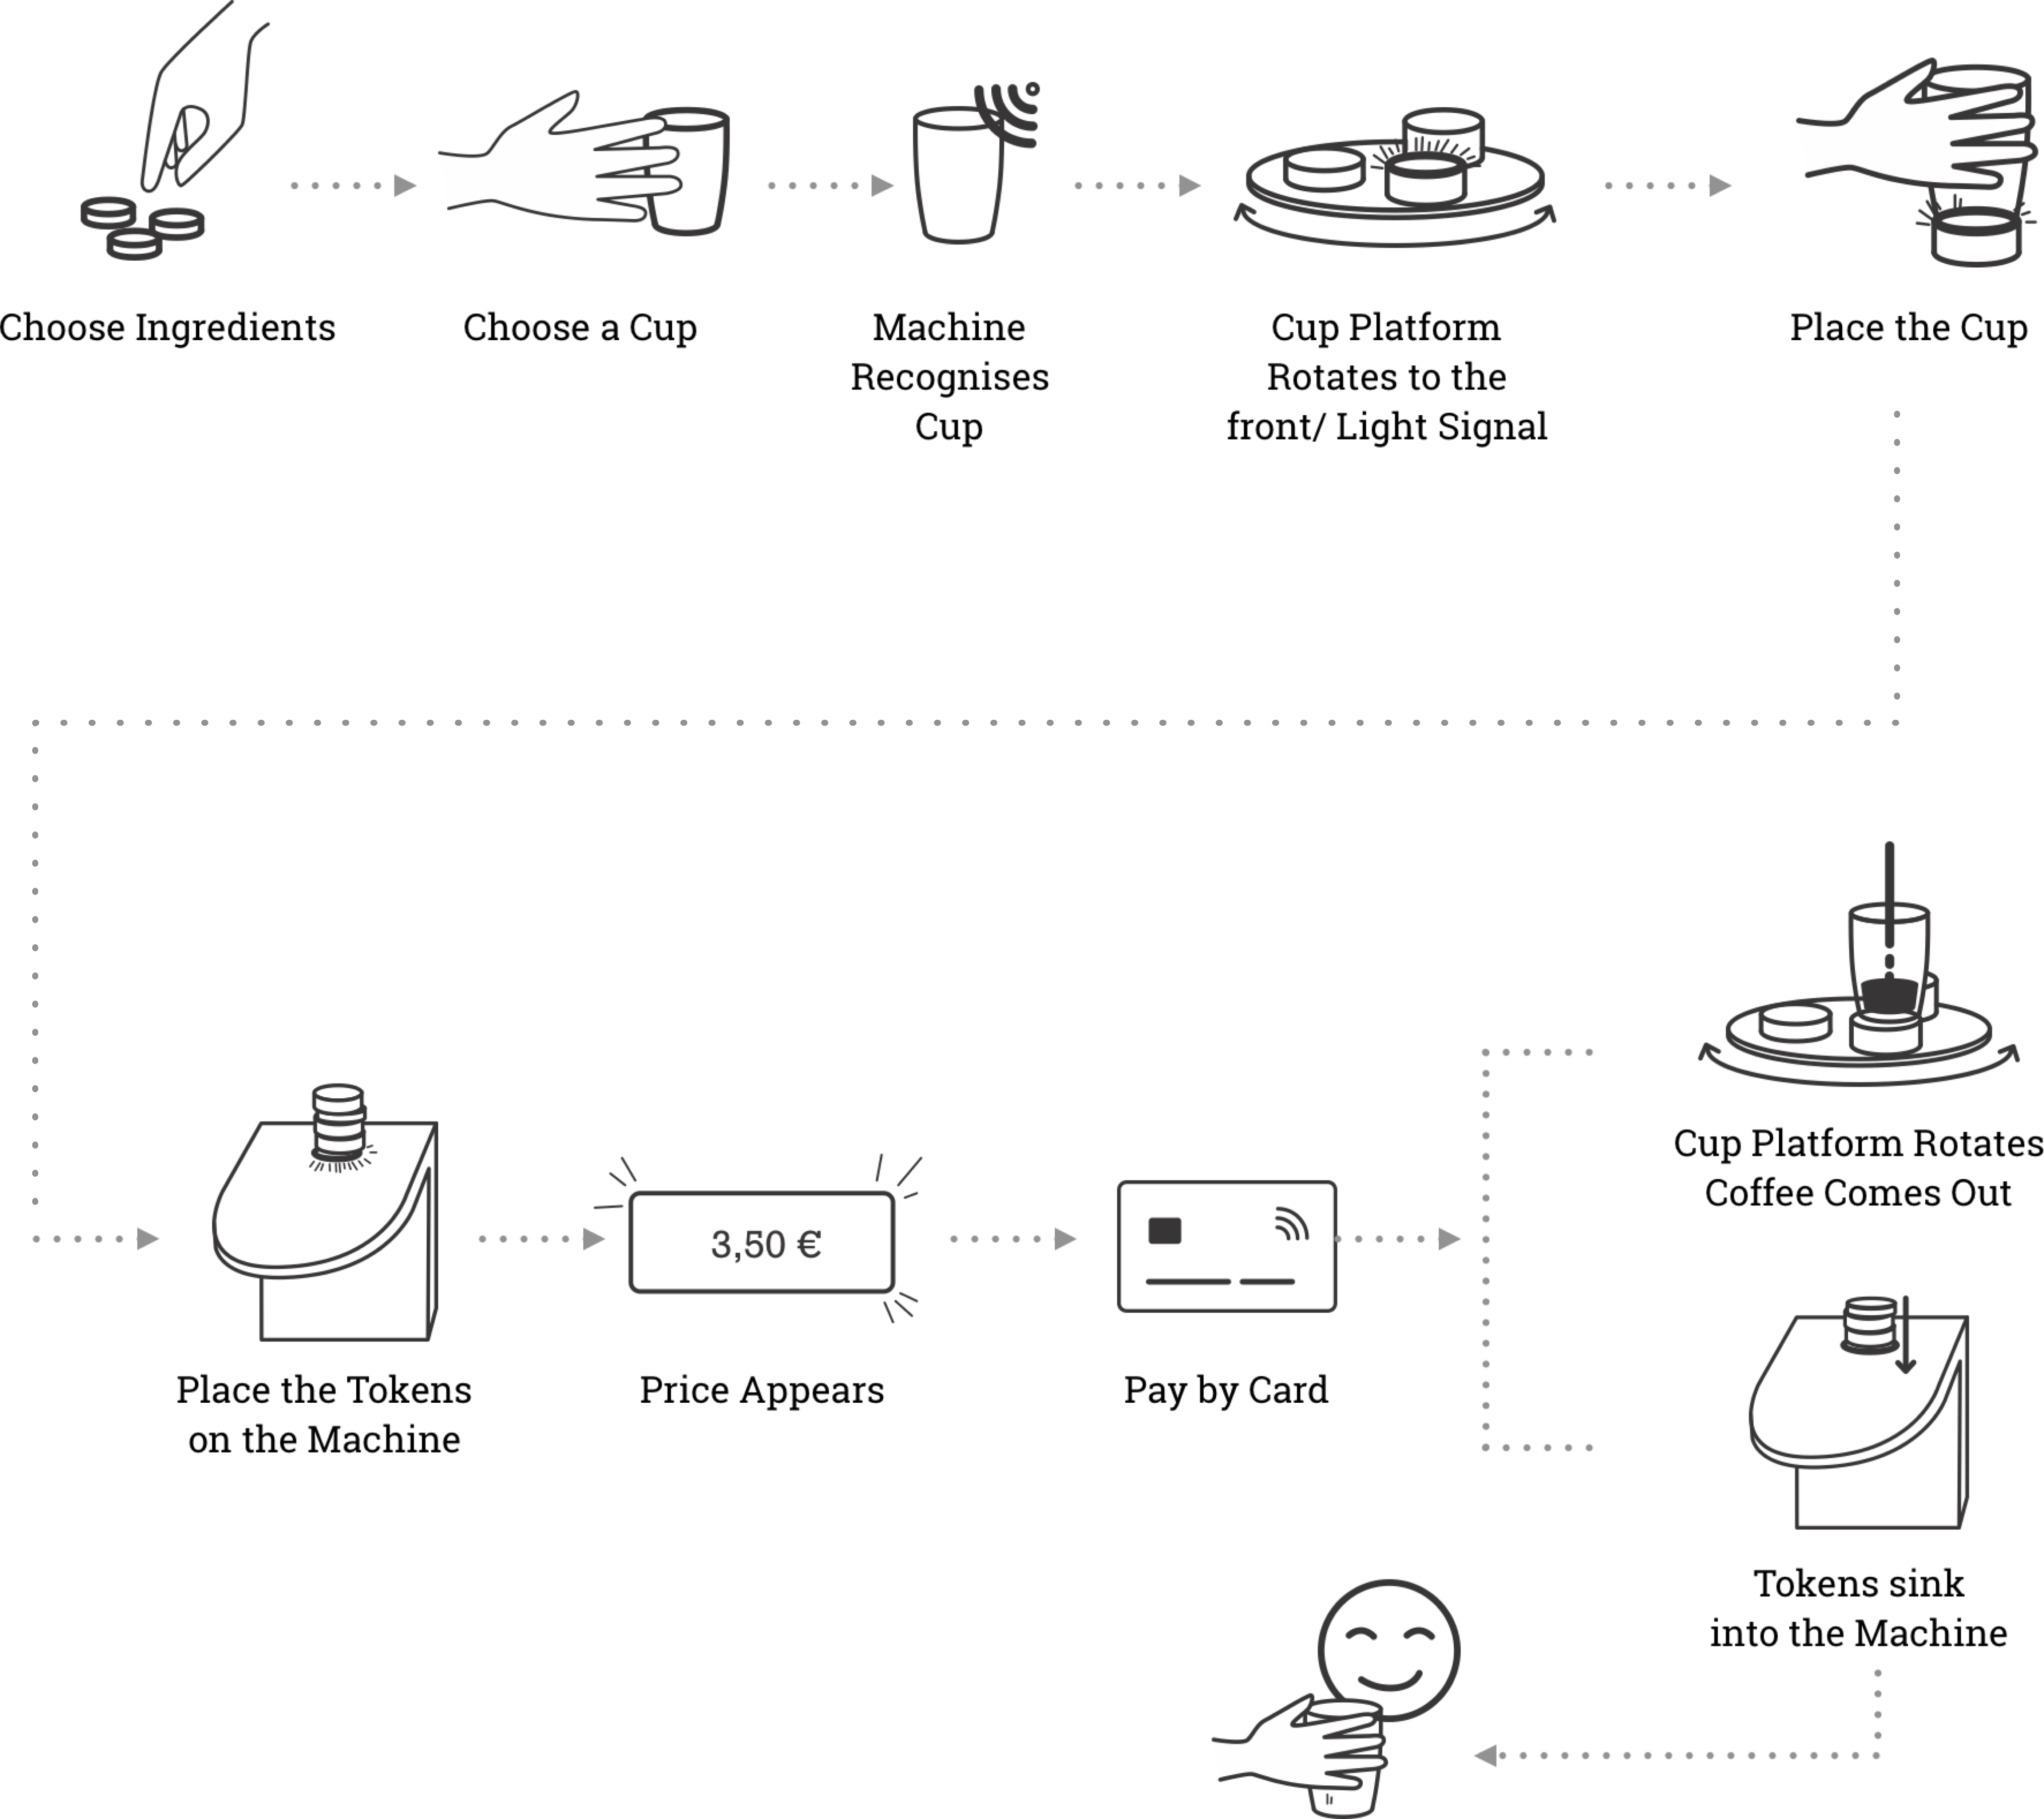 Choose Ingredients
Choose a Cup
Machine
Recognises
Cup
Cup Platform
Rotates to the
front/ Light Signal
Place the Cup
Place the Tokens
on the Machine
3,50 €
Price Appears
Pay by Card
Cup Platform Rotates
Coffee Comes Out
Tokens sink
into the Machine